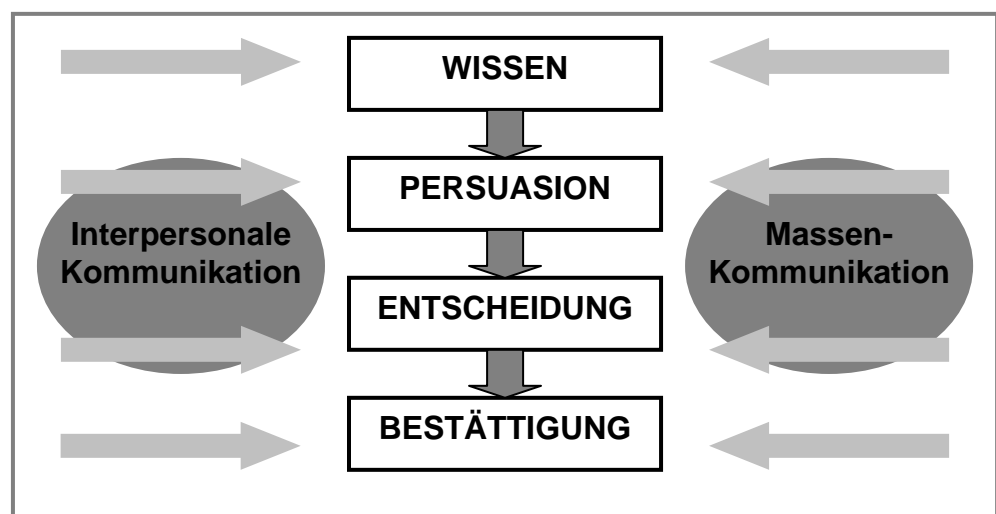 WISSEN
PERSUASION
Interpersonale
Kommunikation
Massen-
Kommunikation
ENTSCHEIDUNG
BESTÄTTIGUNG